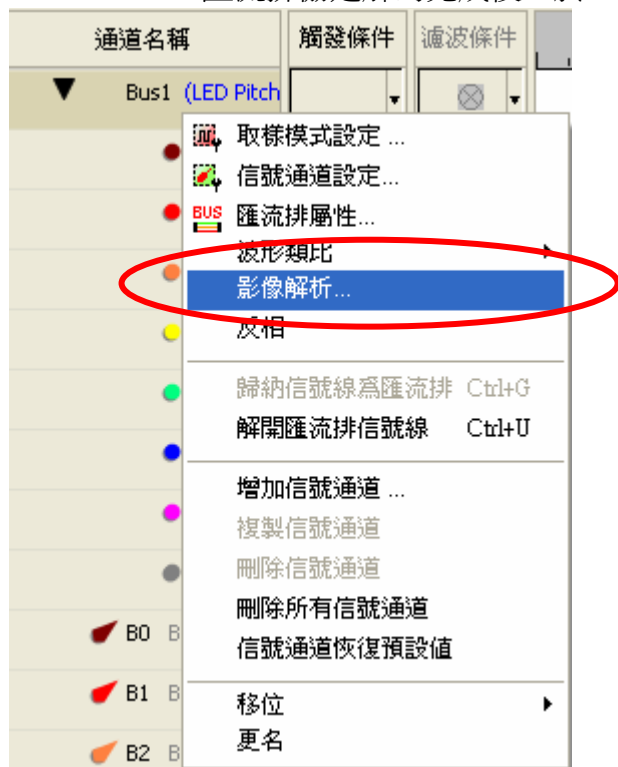 通道名稱 觸發條件 濾波條件
Bus1 (LED Pitch
取樣模式設定 ...
信號通道設定...
BUS 匯流排屬性...
波形類比
影像解析...
反相
歸納信號線爲匯流排 Ctrl+G
解開匯流排信號線 Ctrl+U
增加信號通道 ...
複製信號通道
刪除信號通道
刪除所有信號通道
信號通道恢復預設值
B0 B
B1 B
移位
更名
B2 B